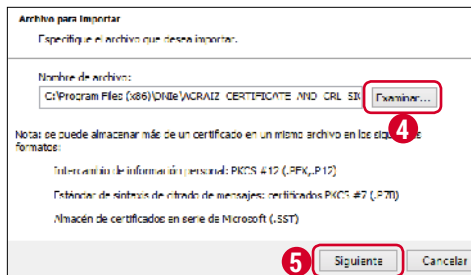 Archivo para importar
Especifique el archivo que desea importar.
Nombre de archivo:
C:\Program Files (x86)\DNIe\ACRAIZ_CERTIFICATE_AND_CRL_SIG
Examinar...
4
Nota: se puede almacenar más de un certificado en un mismo archivo en los siguientes
formatos:
Intercambio de información personal: PKCS #12 (.PFX,.P12)
Estándar de sintaxis de cifrado de mensajes: certificados PKCS #7 (.P7B)
Almacén de certificados en serie de Microsoft (.SST)
5
Siguiente
Cancelar